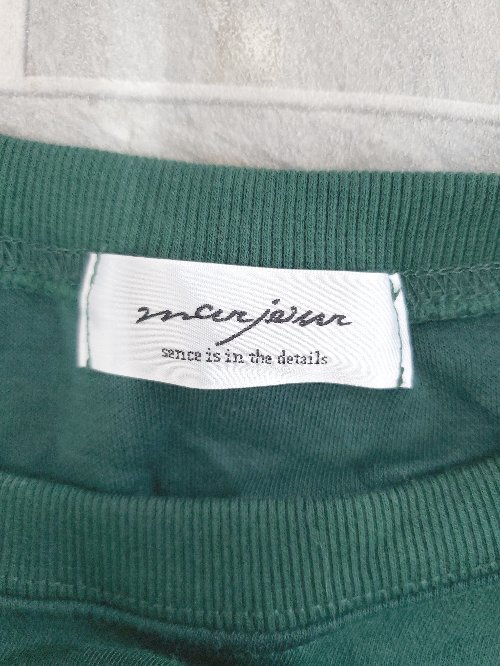 marjour
sence is in the details